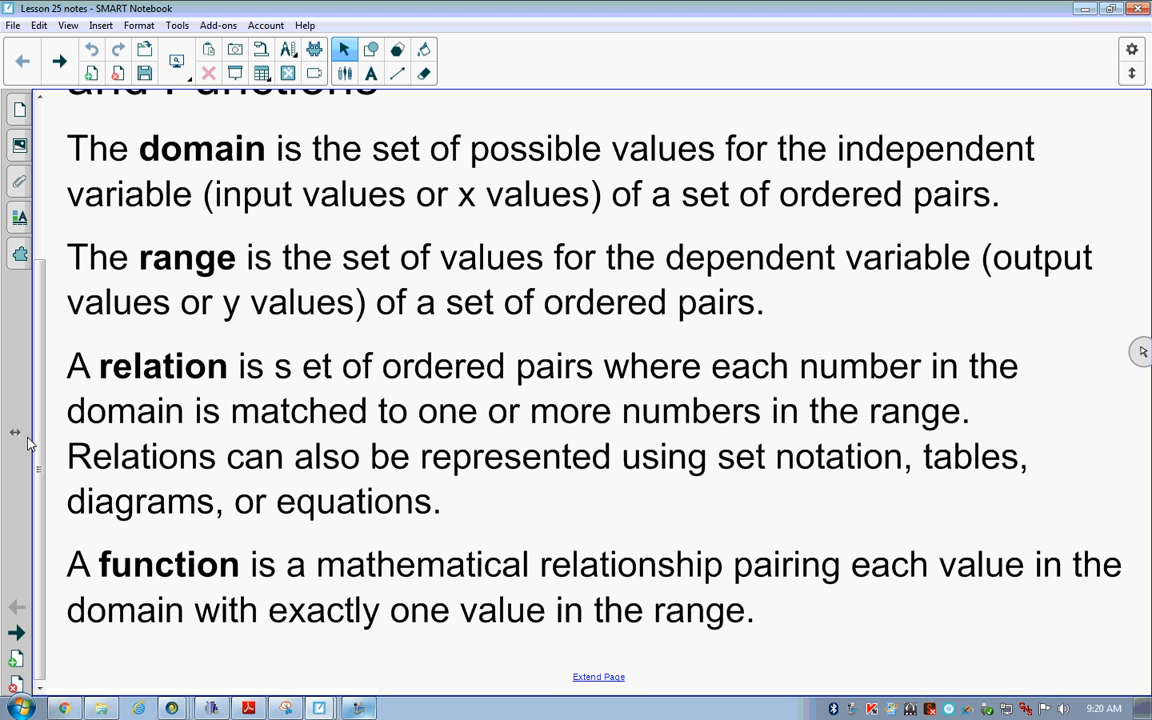 Lesson 25 notes - SMART Notebook
File Edit View Insert Format Tools Add-ons Account Help
and Functions
The domain is the set of possible values for the independent
variable (input values or x values) of a set of ordered pairs.
The range is the set of values for the dependent variable (output
values or y values) of a set of ordered pairs.
A relation is s et of ordered pairs where each number in the
domain is matched to one or more numbers in the range.
Relations can also be represented using set notation, tables,
diagrams, or equations.
A function is a mathematical relationship pairing each value in the
domain with exactly one value in the range.
Extend Page
9:20 AM